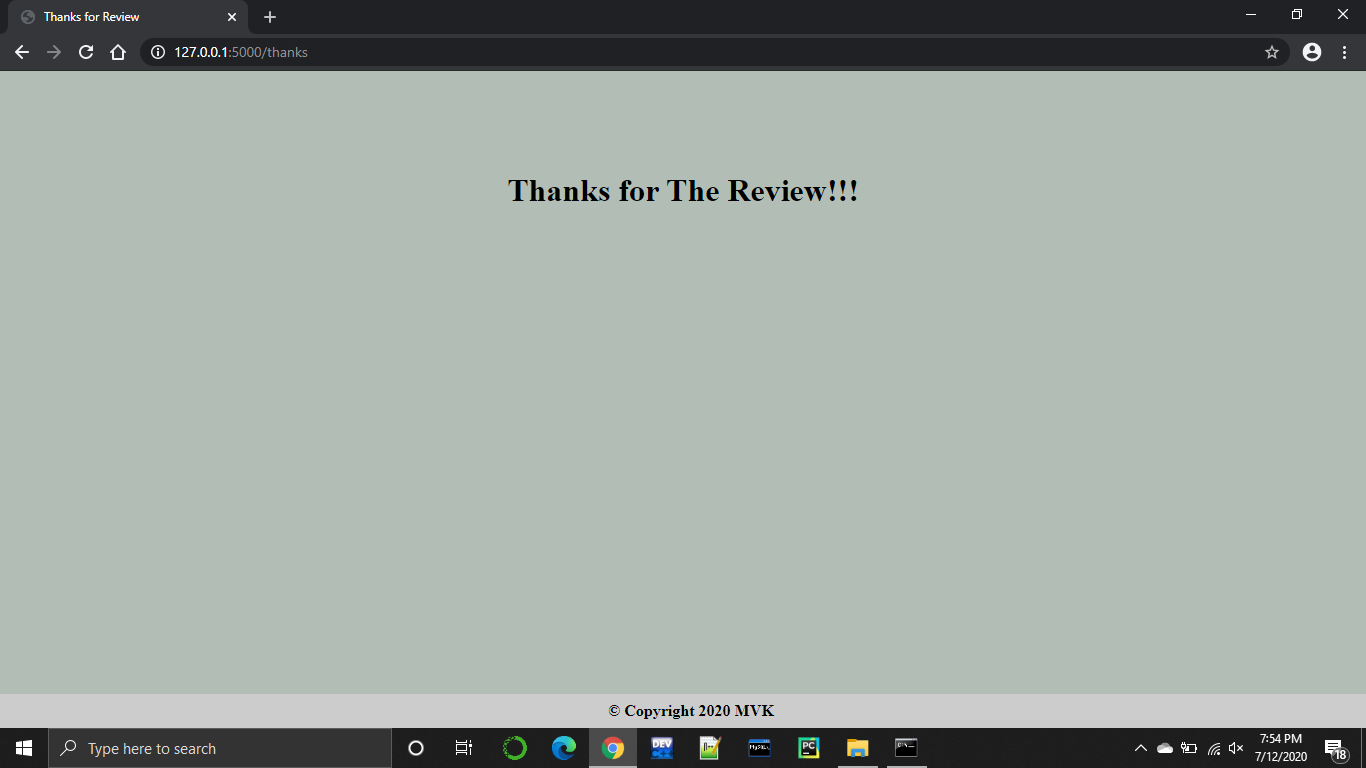 Thanks for Review
127.0.0.1:5000/thanks
Thanks for The Review!!!
© Copyright 2020 MVK
Type here to search
DEV
PC
7:54 PM
7/12/2020
18